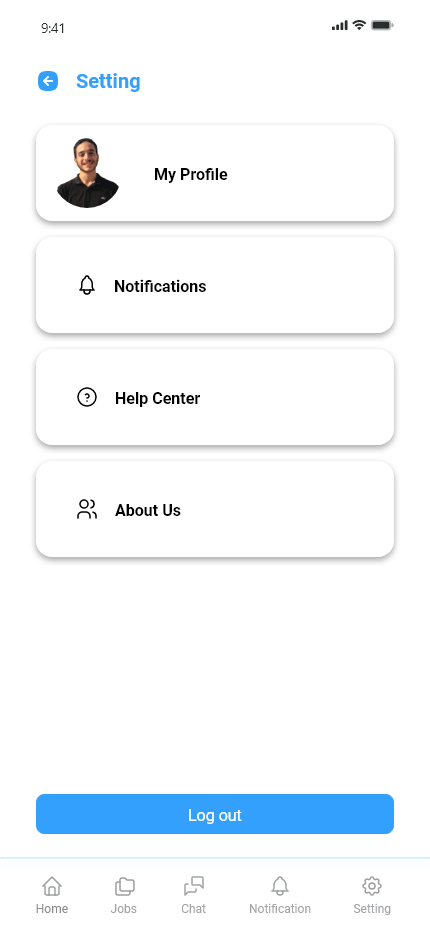 9:41
Setting
My Profile
Notifications
Help Center
About Us
Log out
Home Jobs Chat Notification Setting